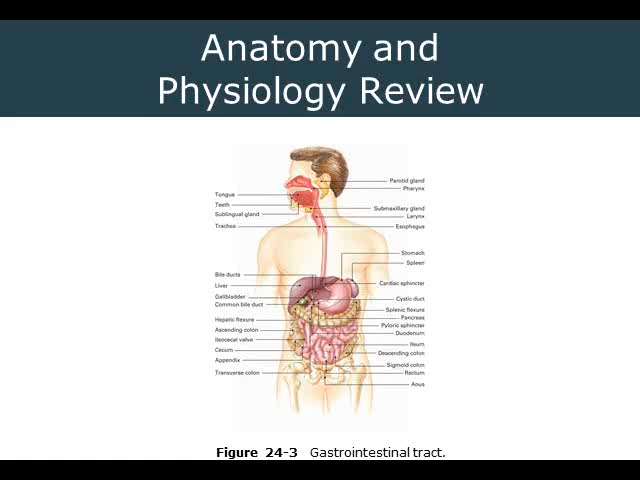 Anatomy and
Physiology Review
Parotid gland
Pharynx
Tongue
Teeth
Sublingual gland
Submaxillary gland
Larynx
Trachea
Esophagus
Stomach
Spleen
Bile ducts
Liver
Cardiac sphincter
Gallbladder
Common bile duct
Cystic duct
Splenic flexure
Hepatic flexure
Pancreas
Ascending colon
Pyloric sphincter
Duodenum
Ileocecal valve
Ileum
Cecum
Descending colon
Appendix
Sigmoid colon
Transverse colon
Rectum
Anus
Figure 24-3 Gastrointestinal tract.